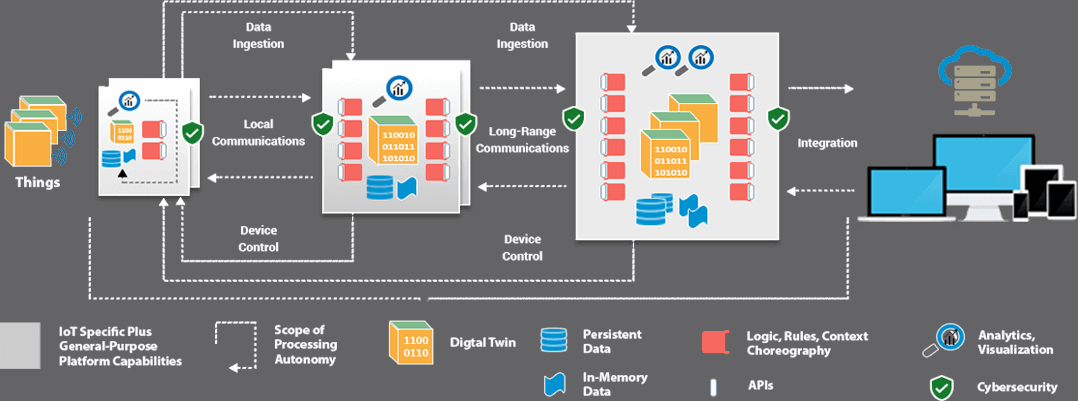 Data
Ingestion
Data
Ingestion
1100
0110
110010
011011
101010
110010
011011
101010
Local
Communications
Long-Range
Communications
Integration
Things
Device
Control
Device
Control
IoT Specific Plus
General-Purpose
Platform Capabilities
Scope of
Processing
Autonomy
1100
0110
Digtal Twin
Persistent
Data
In-Memory
Data
Logic, Rules, Context
Choreography
APIs
Analytics,
Visualization
Cybersecurity